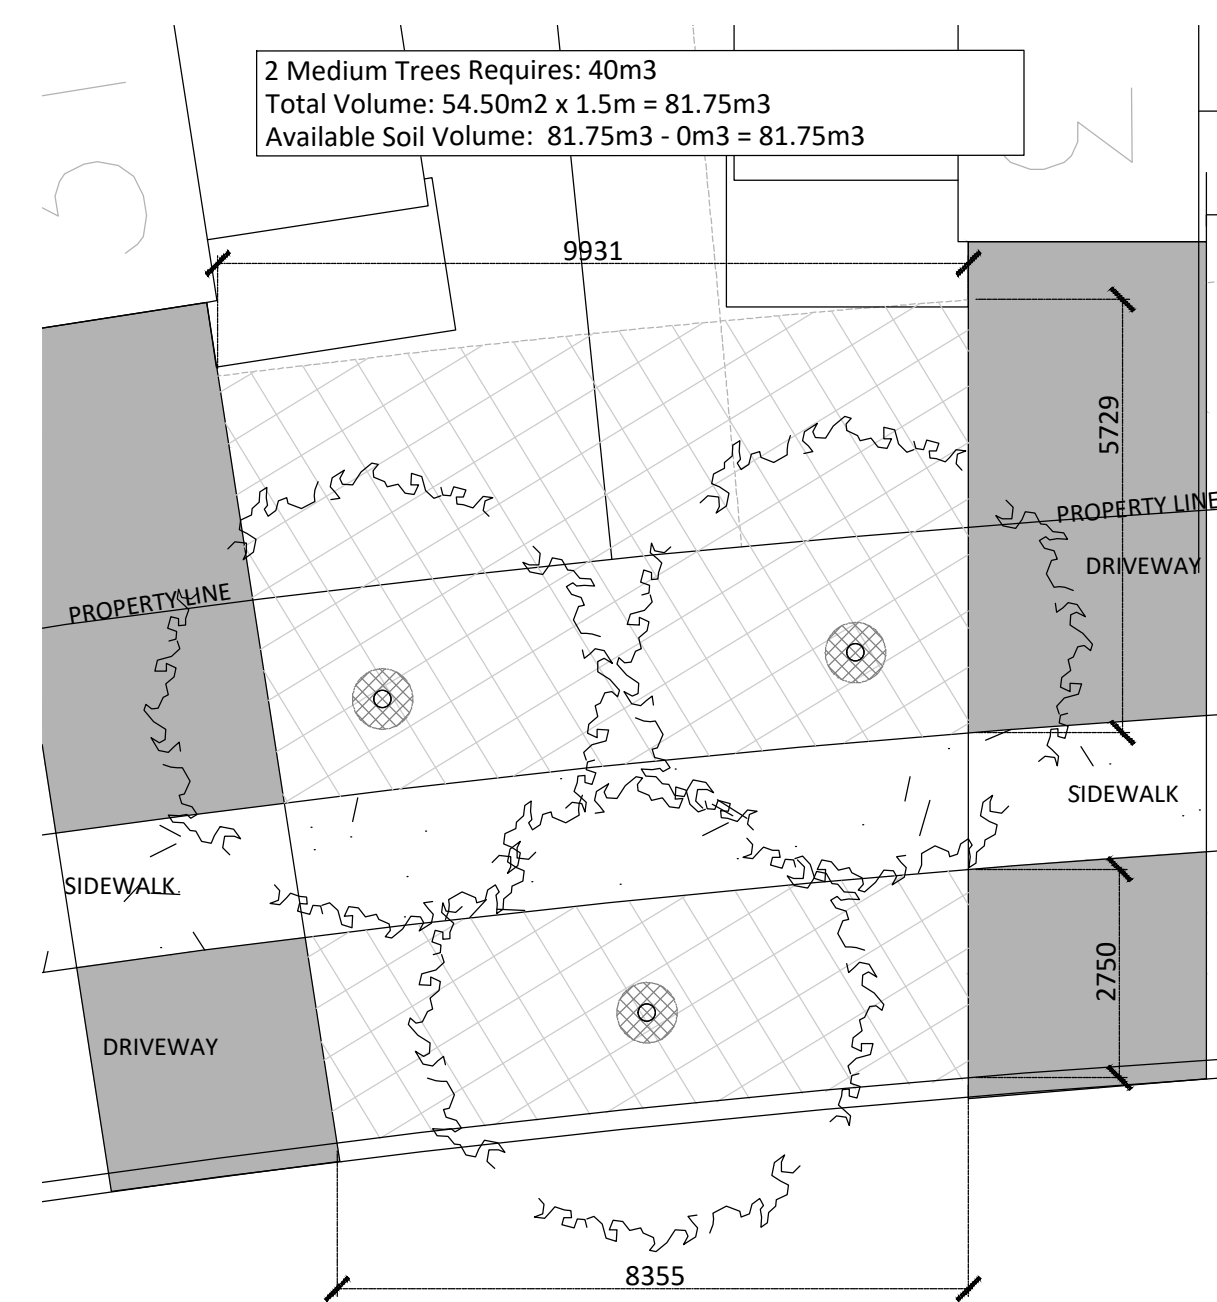 2 Medium Trees Requires: 40m3
Total Volume: 54.50m2 x 1.5m = 81.75m3
Available Soil Volume:  81.75m3 - 0m3 = 81.75m3
9931
5729
PROPERTY LINE
DRIVEWAY
PROPERTY LINE
SIDEWALK
SIDEWALK
2750
DRIVEWAY
8355